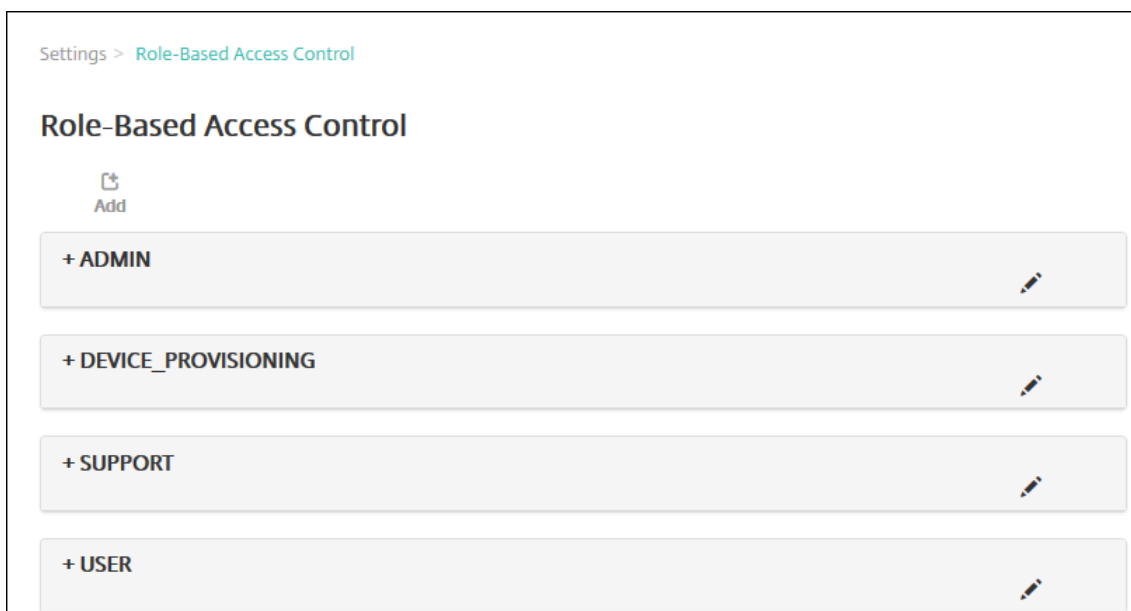 Settings > Role-Based Access Control
Role-Based Access Control
Add
+ ADMIN
+ DEVICE_PROVISIONING
+ SUPPORT
+ USER